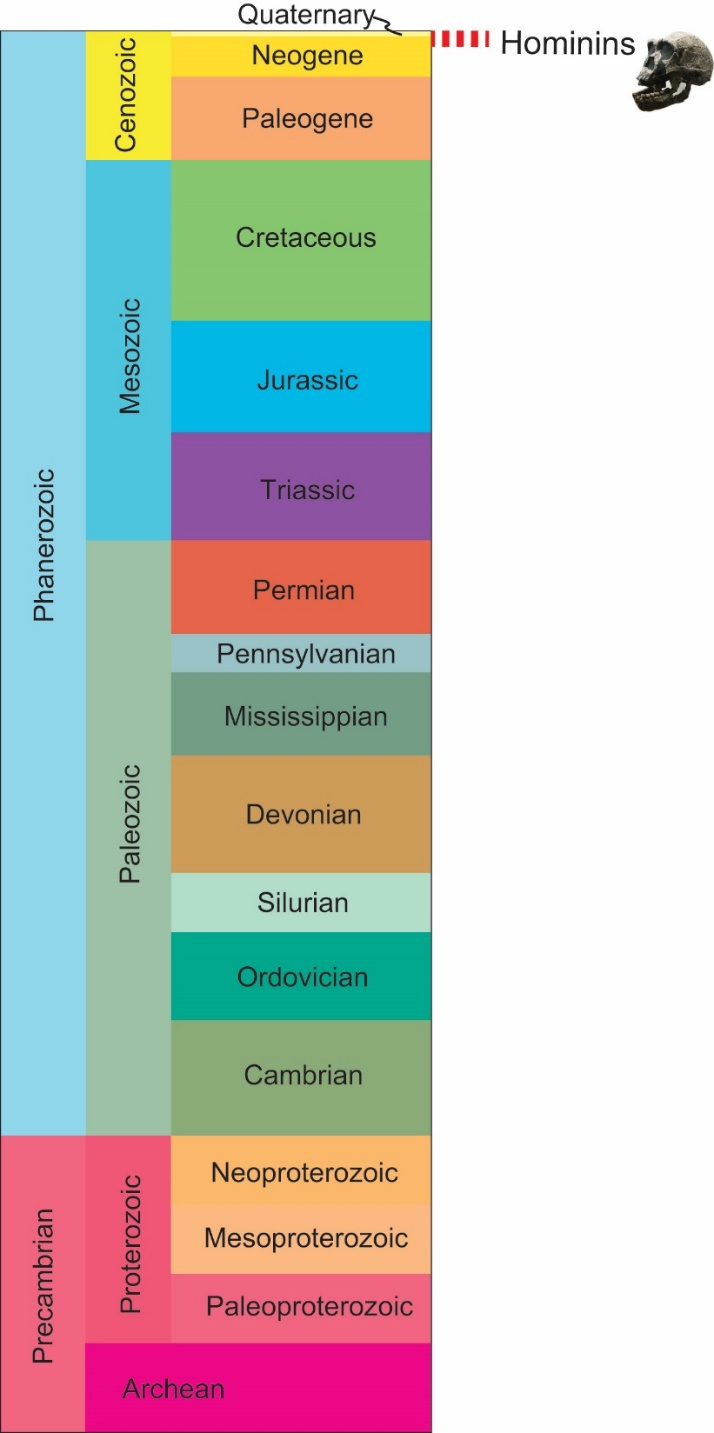 Quaternary
Hominins
Phanerozoic
Cenozoic
Neogene
Paleogene
Mesozoic
Cretaceous
Jurassic
Triassic
Paleozoic
Permian
Pennsylvanian
Mississippian
Devonian
Silurian
Ordovician
Cambrian
Precambrian
Proterozoic
Neoproterozoic
Mesoproterozoic
Paleoproterozoic
Archean